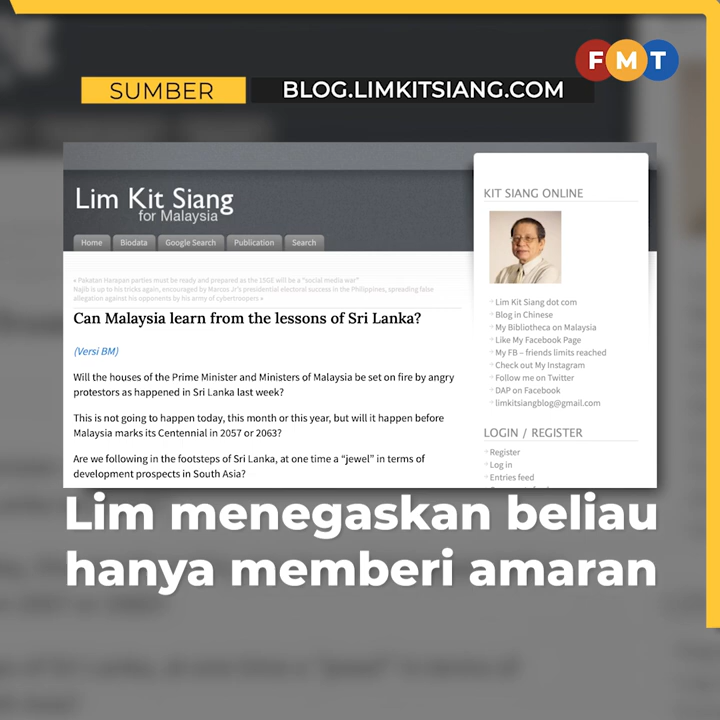 FMT
SUMBER BLOG.LIMKITSIANG.COM
Lim Kit Siang
for Malaysia
Home Biodata Google Search Publication Search
« Pakatan Harapan parties must be ready and prepared as the 15GE will be a "social media war"
Najib is up to his tricks again, encouraged by Marcos Jr's presidential electoral success in the Philippines, spreading false
allegation against his opponents by his army of cybertroopers »
Can Malaysia learn from the lessons of Sri Lanka?
(Versi BM)
Will the houses of the Prime Minister and Ministers of Malaysia be set on fire by angry
protestors as happened in Sri Lanka last week?
This is not going to happen today, this month or this year, but will it happen before
Malaysia marks its Centennial in 2057 or 2063?
Are we following in the footsteps of Sri Lanka, at one time a “jewel” in terms of
development prospects in South Asia?
KIT SIANG ONLINE
Lim Kit Siang dot com
Blog in Chinese
My Bibliotheca on Malaysia
Like My Facebook Page
My FB – friends limits reached
Check out My Instagram
Follow me on Twitter
DAP on Facebook
limkitsiangblog@gmail.com
LOGIN / REGISTER
Register
Log in
Entries feed
Lim menegaskan beliau
hanya memberi amaran